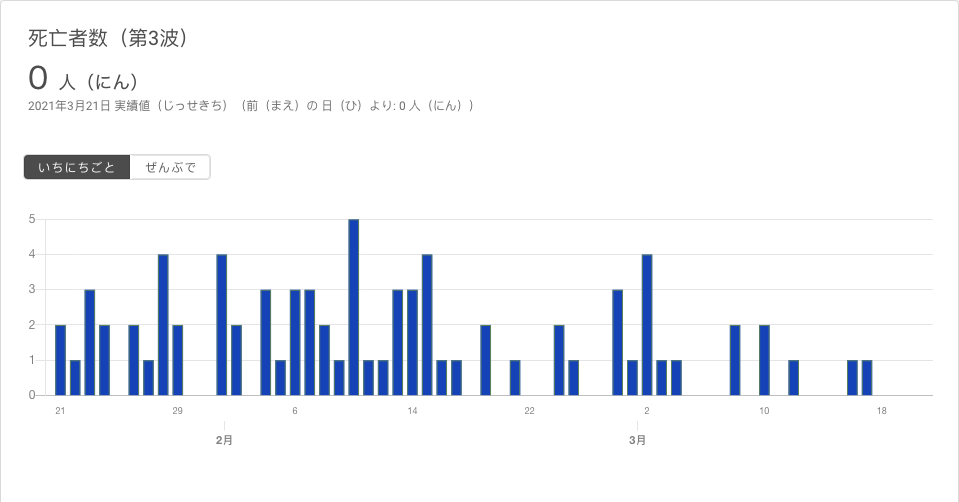 死亡者数（第3波）
0 人（にん）
2021年3月21日 実績値（じっせきち）（前（まえ）の 日（ひ）より: 0 人（にん））
いちにちごと ぜんぶで
5
4
3
2
1
0
21 29 6 14 22 2 10 18
2月 3月